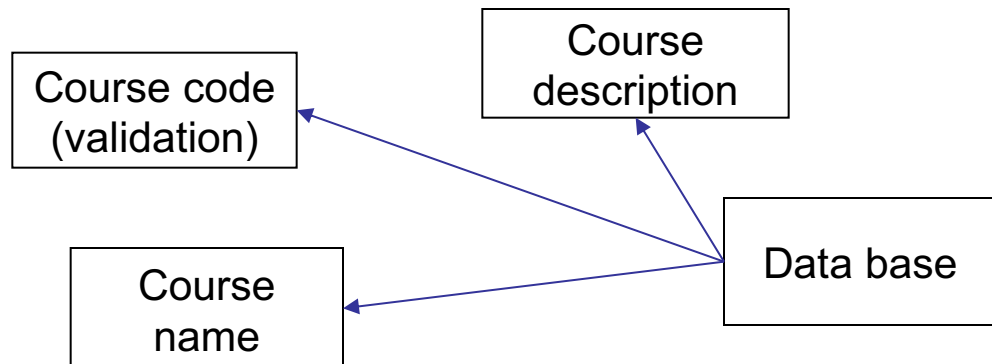 Course
description
Course code
(validation)
Data base
Course
name